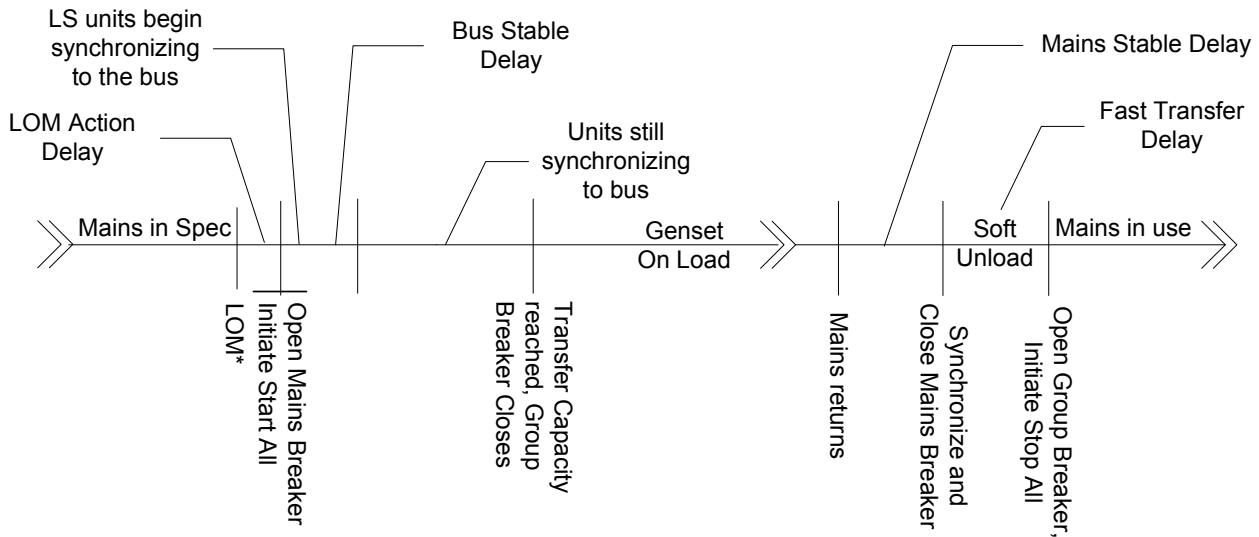 LS units begin
synchronizing
to the bus
Bus Stable
Delay
Mains Stable Delay
LOM Action
Delay
Units still
synchronizing
to bus
Fast Transfer
Delay
Mains in Spec
Genset
On Load
Soft
Unload
Mains in use
LOM*
Open Mains Breaker
Initiate Start All
Transfer Capacity
reached, Group
Breaker Closes
Mains returns
Synchronize and
Close Mains Breaker
Open Group Breaker,
Initiate Stop All